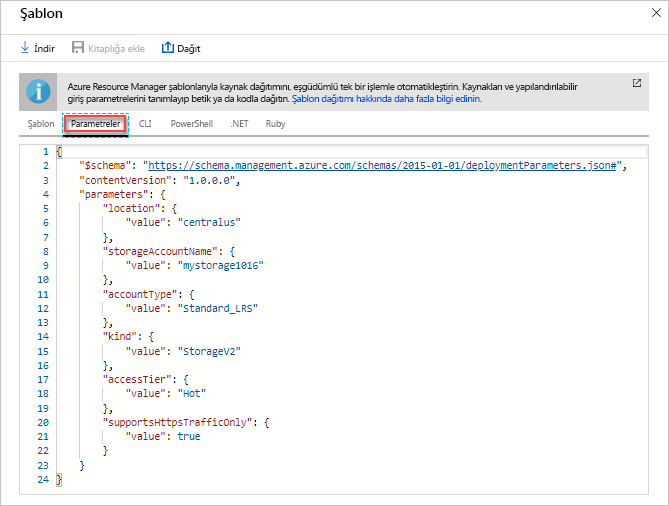 Şablon
İndir Kitaplığa ekle Dağıt
Azure Resource Manager şablonlarıyla kaynak dağıtımını, eşgüdümlü tek bir işlemle otomatikleştirin. Kaynakları ve yapılandırılabilir
giriş parametrelerini tanımlayıp betik ya da kodla dağıtın. Şablon dağıtımı hakkında daha fazla bilgi edinin.
Şablon Parametreler CLI PowerShell .NET Ruby
1 {
2 "$schema": "https://schema.management.azure.com/schemas/2015-01-01/deploymentParameters.json#",
3 "contentVersion": "1.0.0.0",
4 "parameters": {
5 "location": {
6 "value": "centralus"
7 },
8 "storageAccountName": {
9 "value": "mystorage1016"
10 },
11 "accountType": {
12 "value": "Standard_LRS"
13 },
14 "kind": {
15 "value": "StorageV2"
16 },
17 "accessTier": {
18 "value": "Hot"
19 },
20 "supportsHttpsTrafficOnly": {
21 "value": true
22 }
23 }
24 }